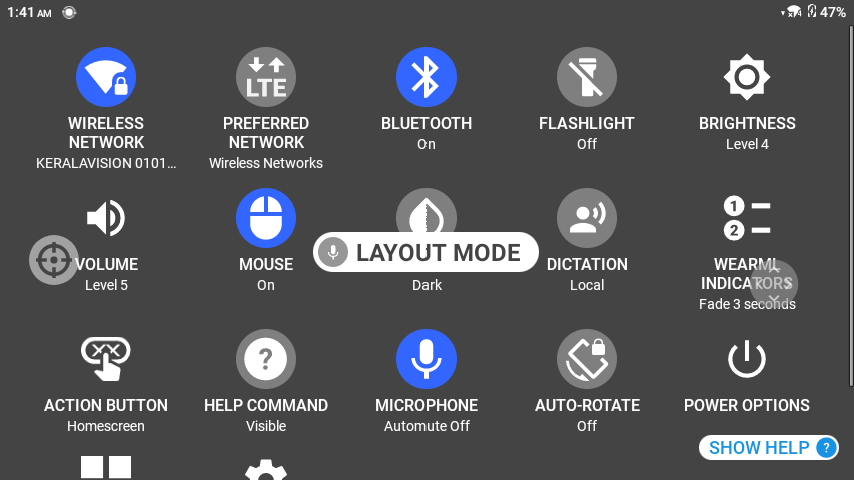 1:41 AM
47%
LTE
WIRELESS
NETWORK
KERALAVISION 0101...
PREFERRED
NETWORK
Wireless Networks
BLUETOOTH
On
FLASHLIGHT
Off
BRIGHTNESS
Level 4
VOLUME
Level 5
MOUSE
On
LAYOUT MODE
Dark
DICTATION
Local
1
2
WEARML
INDICATORS
Fade 3 seconds
ACTION BUTTON
Homescreen
?
HELP COMMAND
Visible
MICROPHONE
Automute Off
AUTO-ROTATE
Off
POWER OPTIONS
SHOW HELP ?